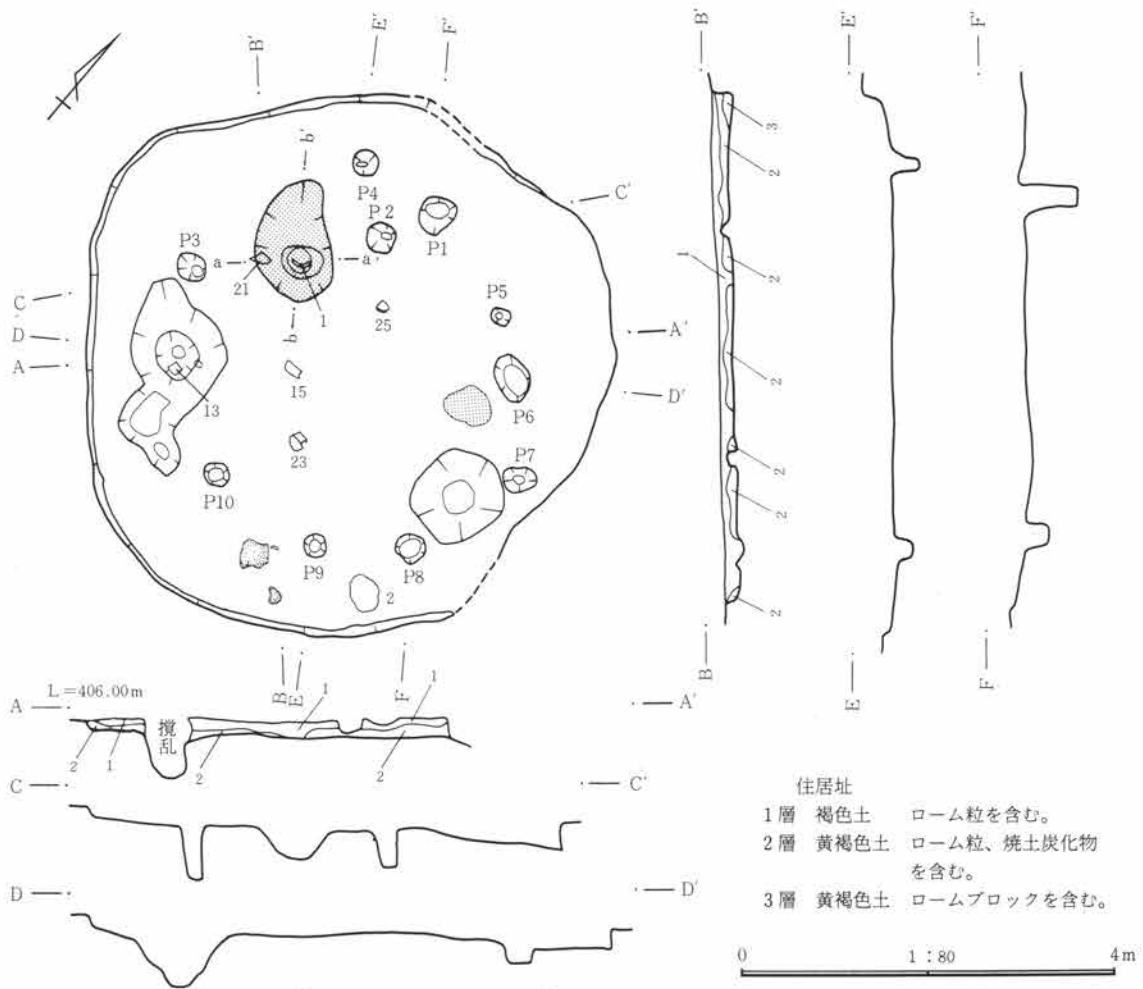 B'
E'
F'
B'
E'
F'
b'
3
2
P4
P2
P1
C'
P3
a
a'
21
1
1
2
25
P5
C
D
A
b
A'
15
2
D'
13
P6
23
2
P7
P10
2
P9
P8
2
2
B
E
F
B
E
F
L=406.00m
A
1
A'
攪乱
1
2
1
2
2
C
C'
住居址
1層 褐色土 ローム粒を含む。
2層 黄褐色土 ローム粒、焼土炭化物
を含む。
D
D'
3層 黄褐色土 ロームブロックを含む。
0
1:80
4m